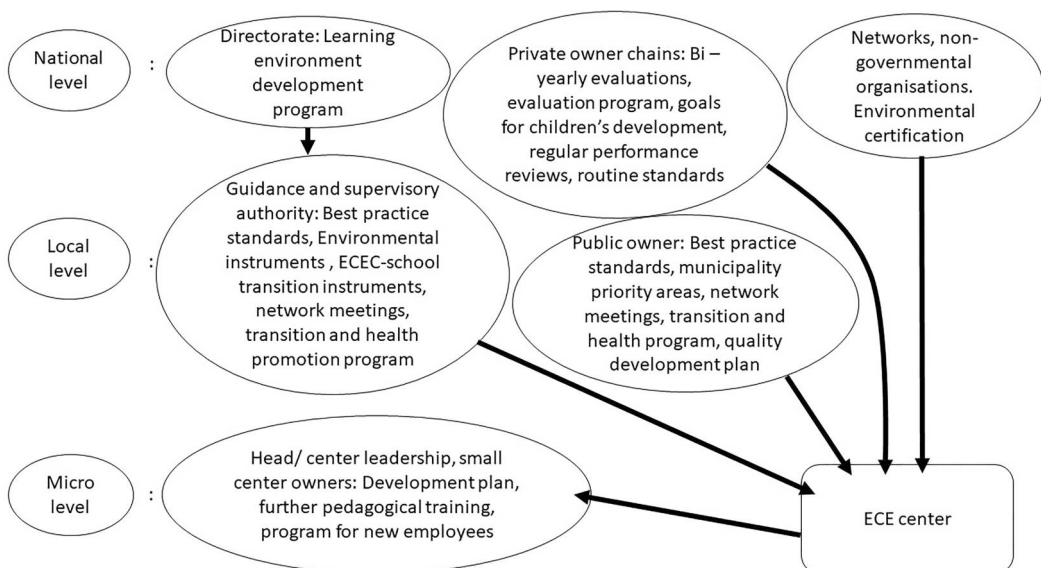 National
level
:
Directorate: Learning
environment
development
program
Private owner chains: Bi –
yearly evaluations,
evaluation program, goals
for children’s development,
regular performance
reviews, routine standards
Networks, non-
governmental
organisations.
Environmental
certification
Local
level
:
Guidance and supervisory
authority: Best practice
standards, Environmental
instruments , ECEC-school
transition instruments,
network meetings,
transition and health
promotion program
Public owner: Best practice
standards, municipality
priority areas, network
meetings, transition and
health program, quality
development plan
Micro
level
:
Head/ center leadership, small
center owners: Development plan,
further pedagogical training,
program for new employees
ECE center